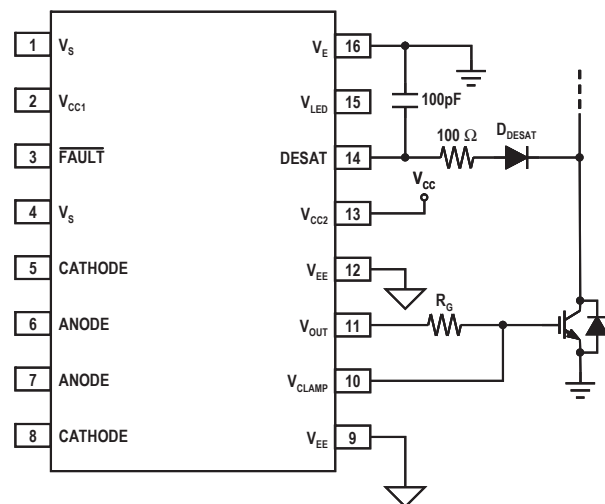 1 V_S
2 V_CC1
3 F̅A̅U̅L̅T̅
4 V_S
5 CATHODE
6 ANODE
7 ANODE
8 CATHODE
V_E 16
V_LED 15
DESAT 14
V_CC2 13
V_EE 12
V_OUT 11
V_CLAMP 10
V_EE 9
100pF
100 Ω
D_DESAT
V_CC
R_G